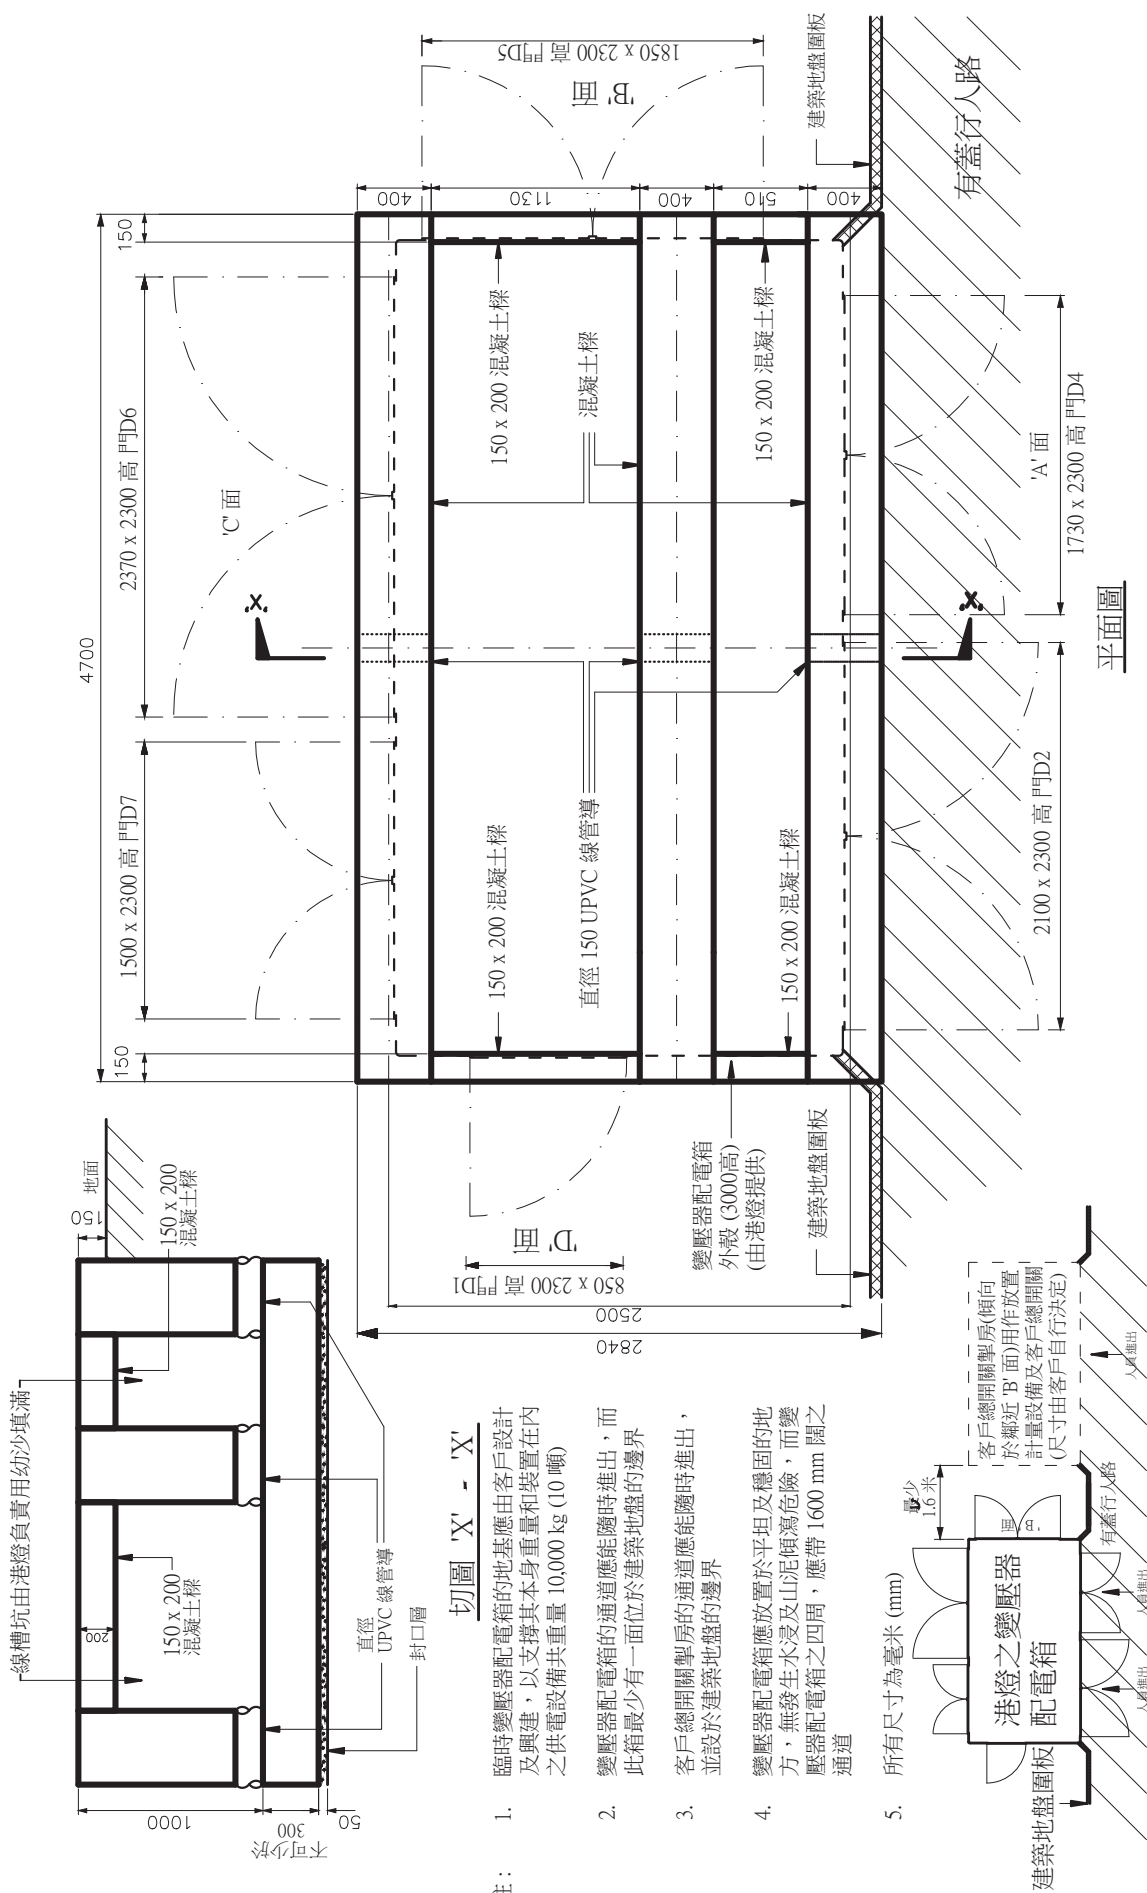 線槽坑由港燈負責用幼沙填滿
150 x 200
混凝土樑
200
150
地面
150 x 200
混凝土樑
1000
不可少於
300
50
直徑
UPVC 線管導
封口層
切圖 'X' - 'X'
註：
1. 臨時變壓器配電箱的地基應由客戶設計
及興建，以支撐其本身重量和裝置在內
之供電設備共重量 10,000 kg (10 噸)
2. 變壓器配電箱的通道應能隨時進出，而
此箱最少有一面位於建築地盤的邊界
3. 客戶總開關掣房的通道應能隨時進出，
並設於建築地盤的邊界
4. 變壓器配電箱應放置於平坦及穩固的地
方，無發生水浸及山泥傾瀉危險，而變
壓器配電箱之四周，應帶 1600 mm 闊之
通道
5. 所有尺寸為毫米 (mm)
4700
150
1500 x 2300 高 門D7
2370 x 2300 高 門D6
150
'C' 面
'X'
150 x 200 混凝土樑
150 x 200 混凝土樑
直徑 150 UPVC 線管導
混凝土樑
150 x 200 混凝土樑
150 x 200 混凝土樑
850 x 2300 高 門D1
'D' 面
2500
2840
變壓器配電箱
外殼 (3000高)
(由港燈提供)
建築地盤圍板
1850 x 2300 高 門D5
'B' 面
400
1130
400
510
400
建築地盤圍板
有蓋行人路
'X'
'A' 面
2100 x 2300 高 門D2
1730 x 2300 高 門D4
平面圖
港燈之變壓器
配電箱
'B' 面
最少
1.6 米
客戶總開關掣房(傾向
於鄰近 'B' 面)用作放置
計量設備及客戶總開關
(尺寸由客戶自行決定)
有蓋行人路
人員進出
人員進出
人員進出
建築地盤圍板